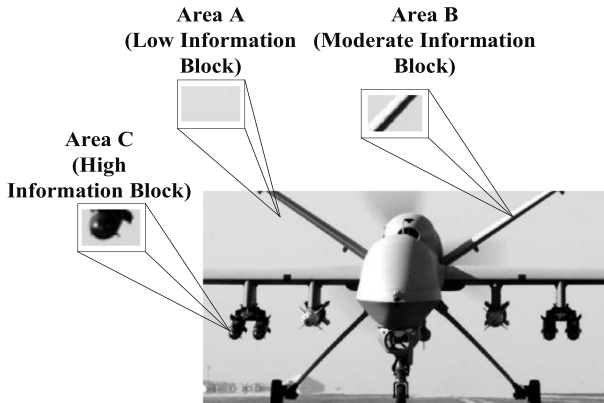 Area A
(Low Information
Block)
Area B
(Moderate Information
Block)
Area C
(High
Information Block)